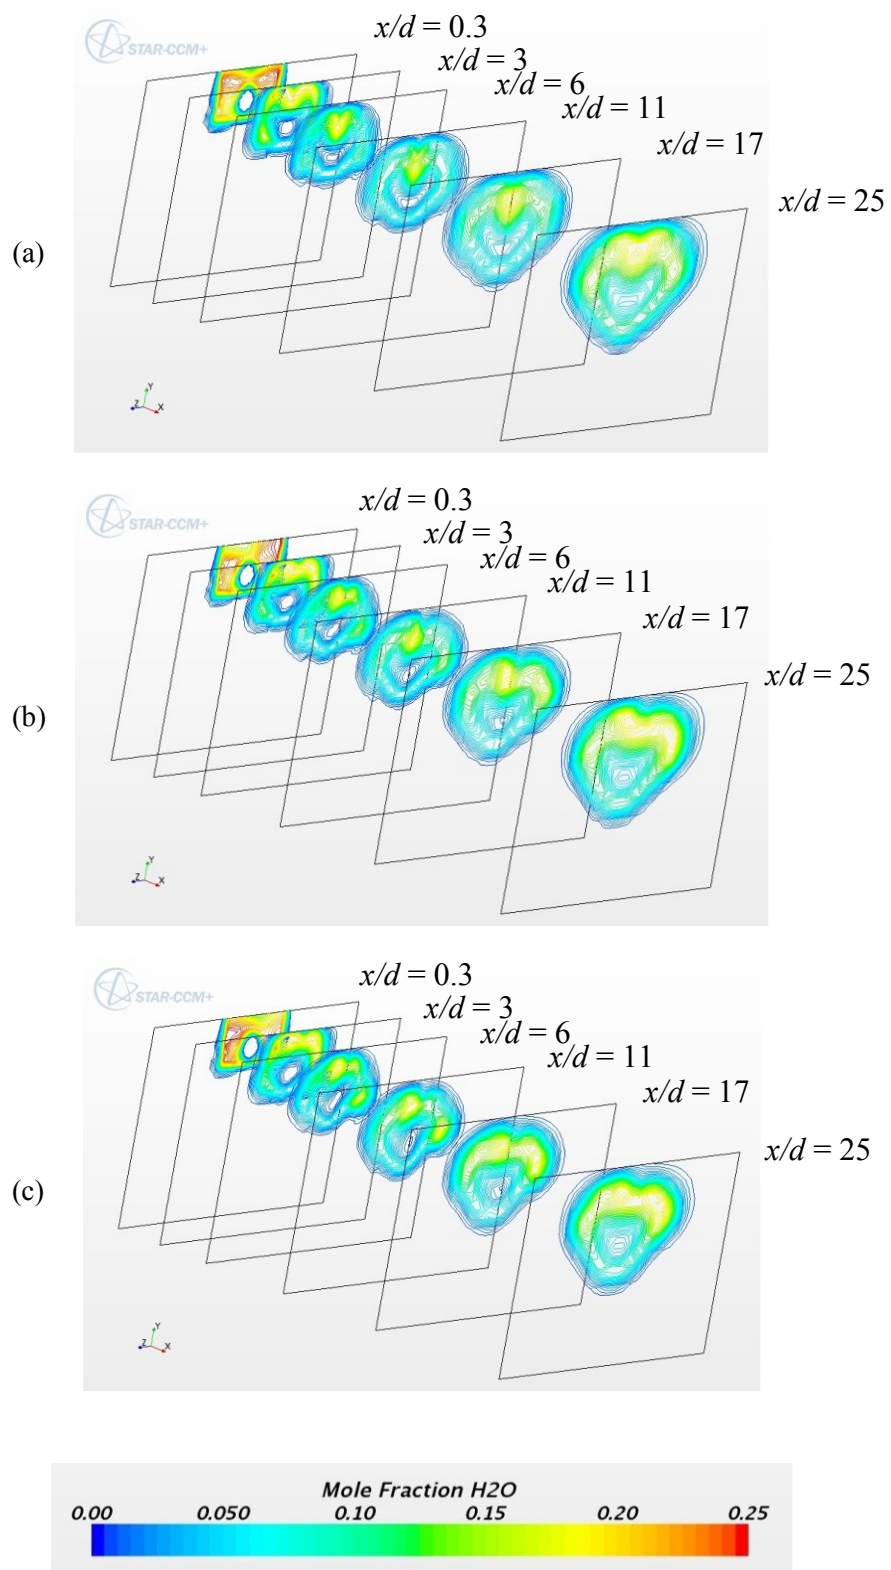 STAR-CCM+
x/d = 0.3
x/d = 3
x/d = 6
x/d = 11
x/d = 17
x/d = 25
(a)
Y
Z X
STAR-CCM+
x/d = 0.3
x/d = 3
x/d = 6
x/d = 11
x/d = 17
x/d = 25
(b)
Y
Z X
STAR-CCM+
x/d = 0.3
x/d = 3
x/d = 6
x/d = 11
x/d = 17
x/d = 25
(c)
Y
Z X
Mole Fraction H2O
0.00 0.050 0.10 0.15 0.20 0.25